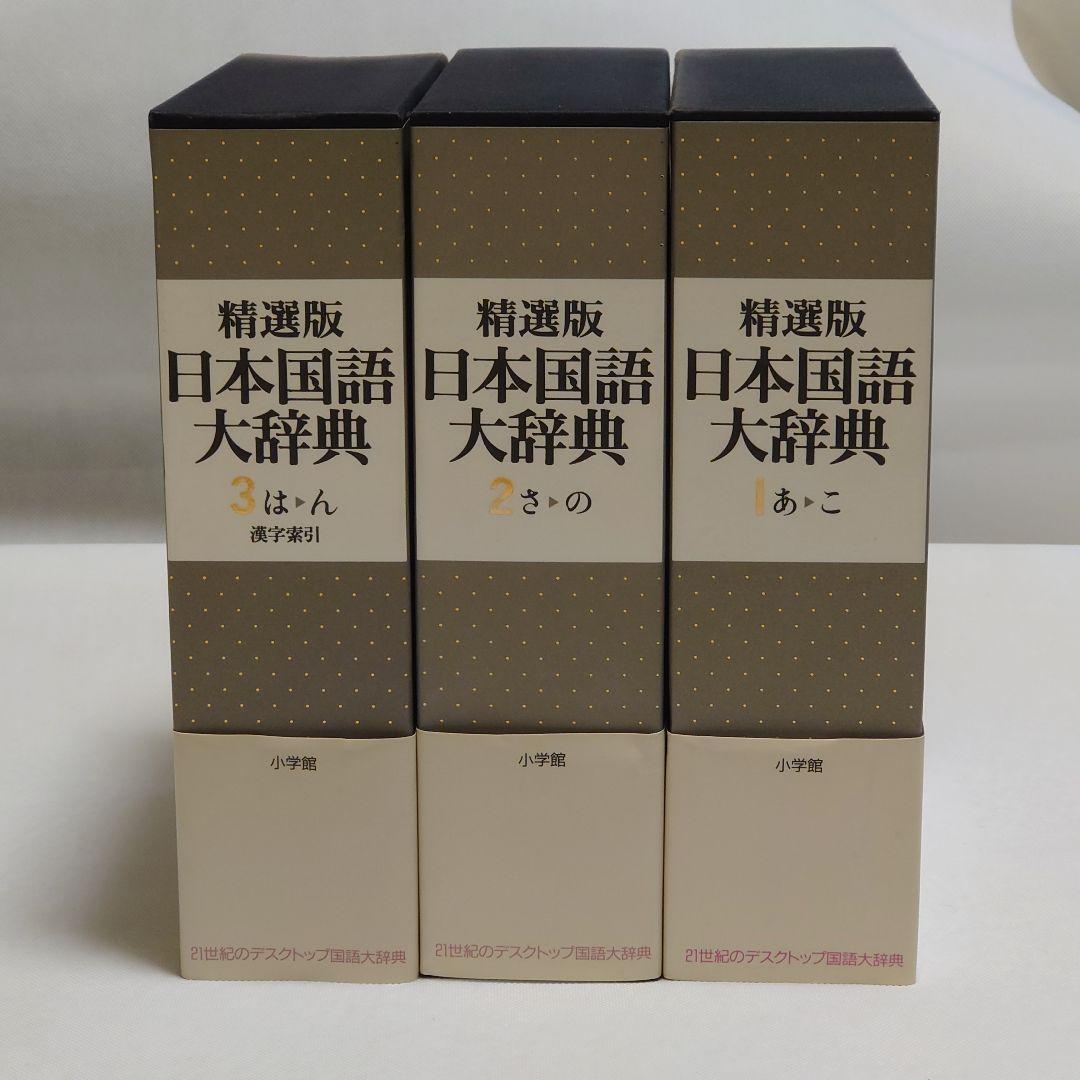 精選版
日本国語
大辞典
3 は▶ん
漢字索引
小学館
21世紀のデスクトップ国語大辞典
精選版
日本国語
大辞典
2 さ▶の
小学館
21世紀のデスクトップ国語大辞典
精選版
日本国語
大辞典
1 あ▶こ
小学館
21世紀のデスクトップ国語大辞典